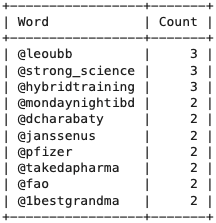 +------------------+-------+
| Word             | Count |
+------------------+-------+
| @leoubb          |     3 |
| @strong_science  |     3 |
| @hybridtraining  |     3 |
| @mondaynightibd  |     2 |
| @dcharabaty      |     2 |
| @janssenus       |     2 |
| @pfizer          |     2 |
| @takedapharma    |     2 |
| @fao             |     2 |
| @1bestgrandma    |     2 |
+------------------+-------+